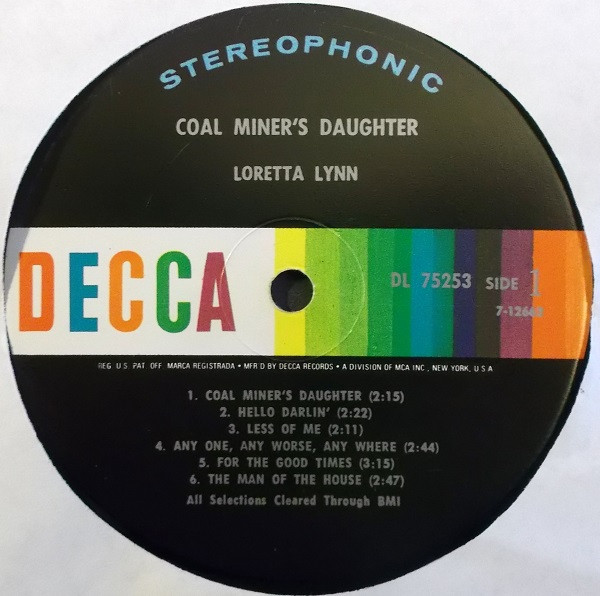 STEREOPHONIC
COAL MINER'S DAUGHTER
LORETTA LYNN
DECCA
DL 75253 SIDE 1
REG. U.S. PAT. OFF. MARCA REGISTRADA • MFR'D BY DECCA RECORDS • A DIVISION OF MCA INC., NEW YORK, U.S.A
1. COAL MINER'S DAUGHTER (2:15)
2. HELLO DARLIN' (2:22)
3. LESS OF ME (2:11)
4. ANY ONE, ANY WORSE, ANY WHERE (2:44)
5. FOR THE GOOD TIMES (3:15)
6. THE MAN OF THE HOUSE (2:47)
All Selections Cleared Through BMI